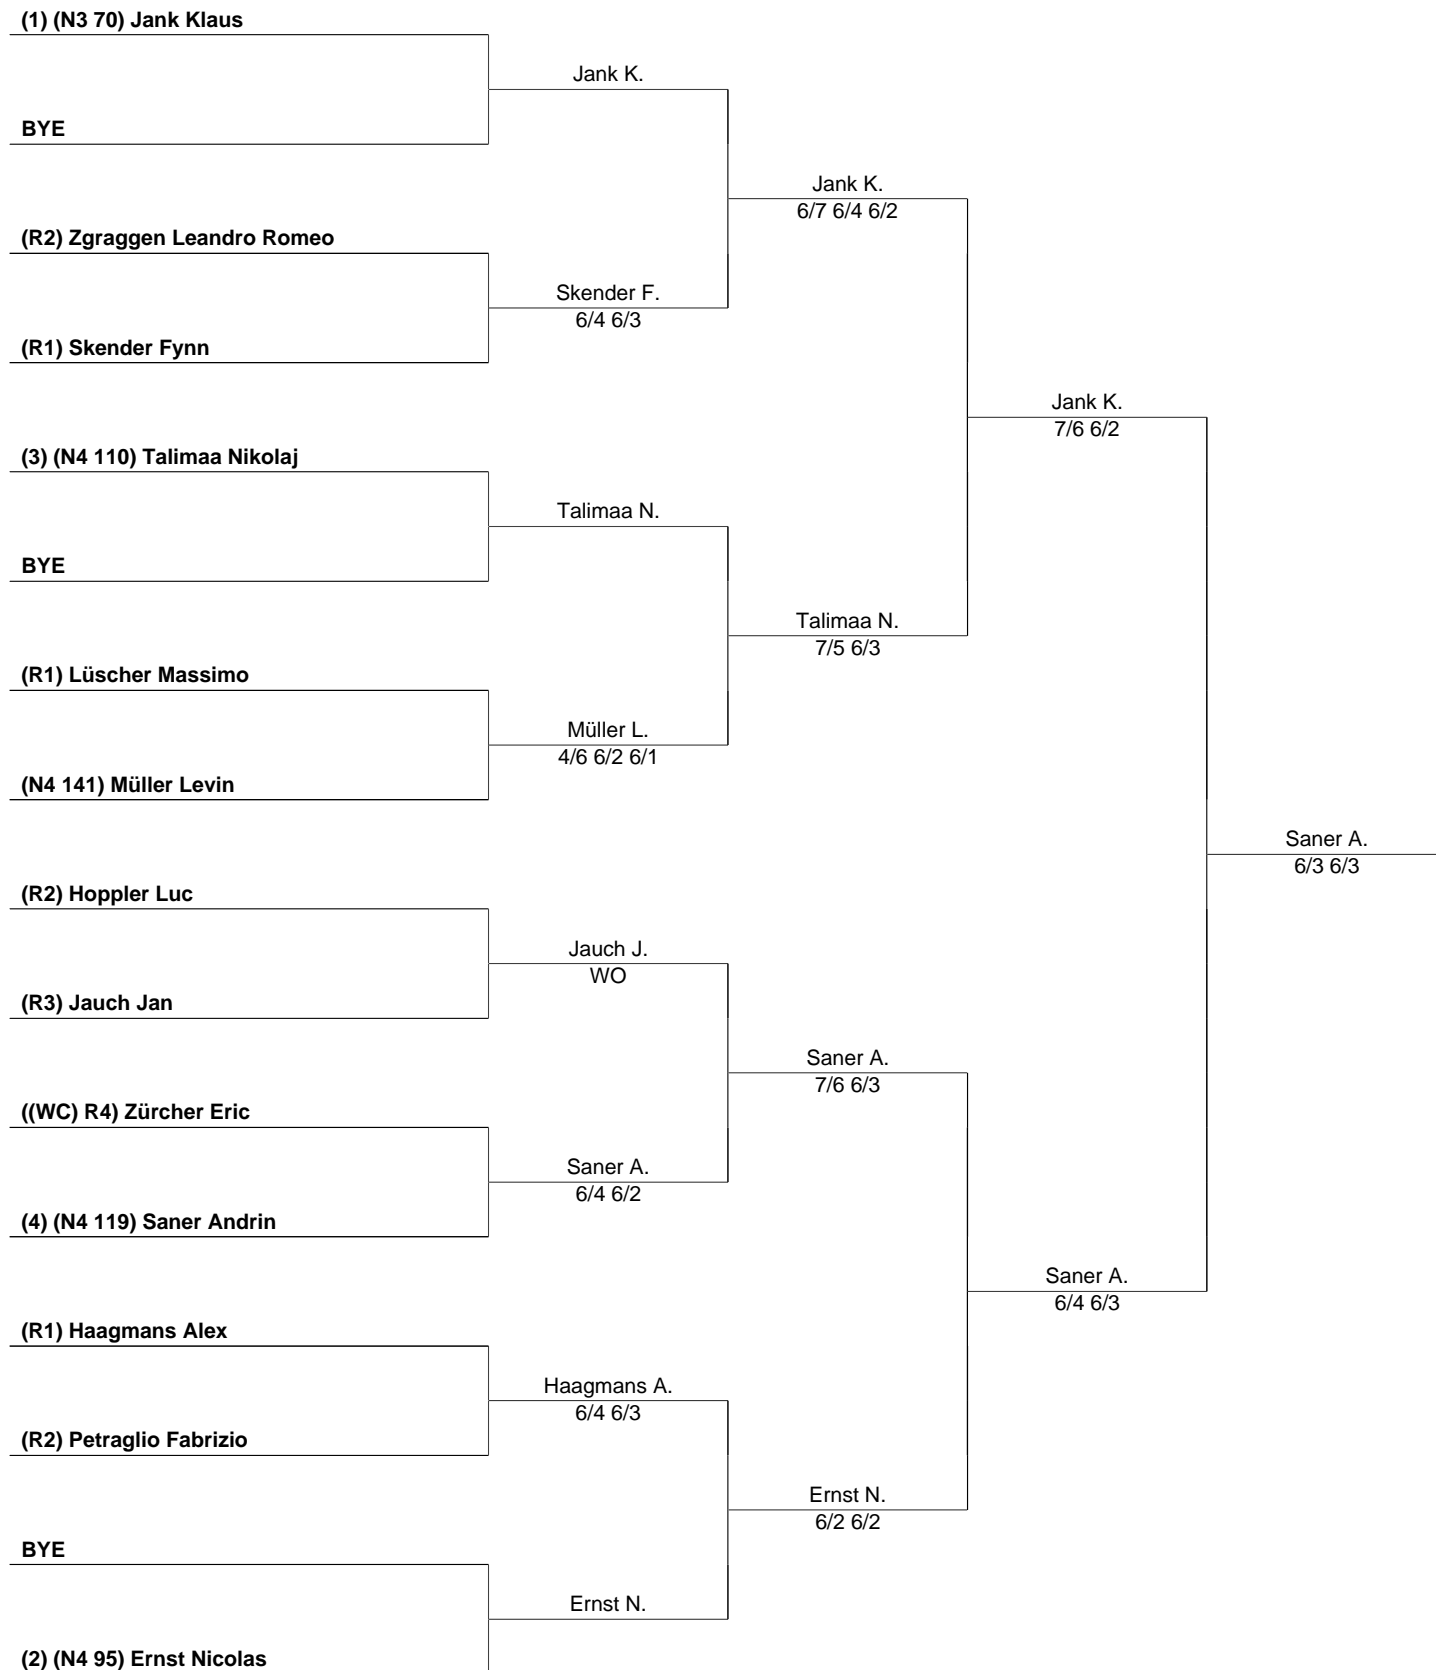 (1) (N3 70) Jank Klaus
Jank K.
BYE
Jank K.
6/7 6/4 6/2
(R2) Zgraggen Leandro Romeo
Skender F.
6/4 6/3
(R1) Skender Fynn
Jank K.
7/6 6/2
(3) (N4 110) Talimaa Nikolaj
Talimaa N.
BYE
Talimaa N.
7/5 6/3
(R1) Lüscher Massimo
Müller L.
4/6 6/2 6/1
(N4 141) Müller Levin
Saner A.
6/3 6/3
(R2) Hoppler Luc
Jauch J.
WO
(R3) Jauch Jan
Saner A.
7/6 6/3
((WC) R4) Zürcher Eric
Saner A.
6/4 6/2
(4) (N4 119) Saner Andrin
Saner A.
6/4 6/3
(R1) Haagmans Alex
Haagmans A.
6/4 6/3
(R2) Petraglio Fabrizio
Ernst N.
6/2 6/2
BYE
Ernst N.
(2) (N4 95) Ernst Nicolas